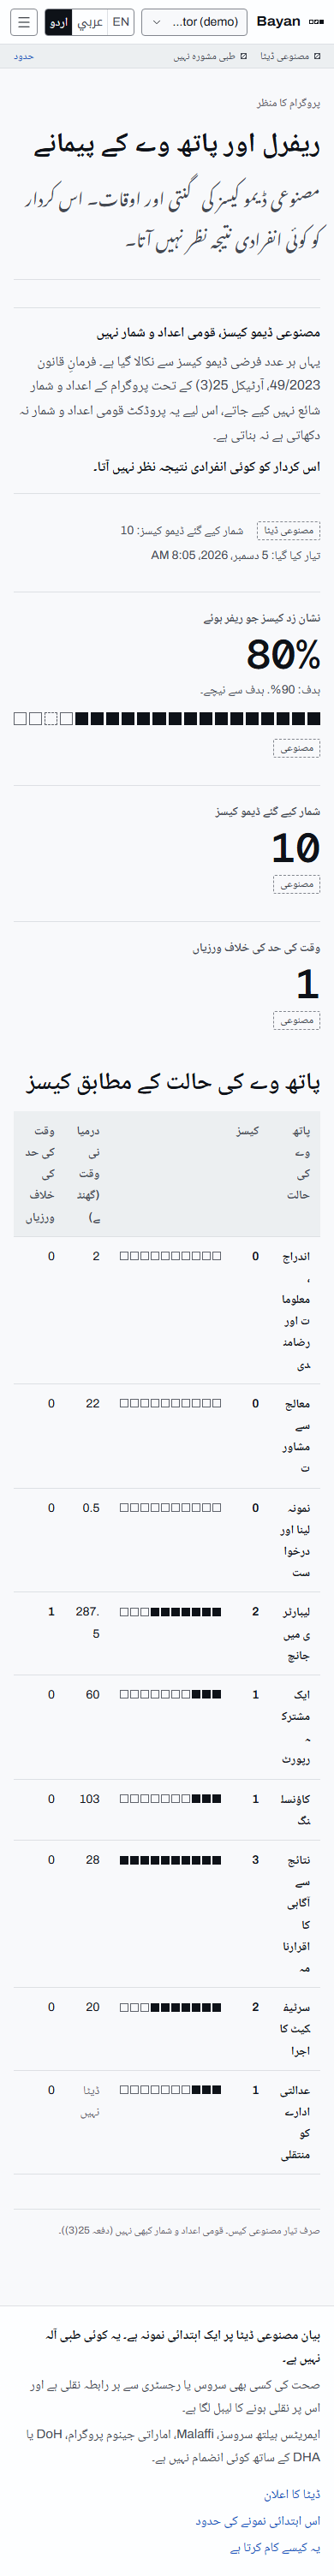 Bayan
...tor (demo)
EN
عربي
اردو
مصنوعی ڈیٹا
طبی مشورہ نہیں
حدود
پروگرام کا منظر
ریفرل اور پاتھ وے کے پیمانے
مصنوعی ڈیمو کیسز کی گنتی اور اوقات۔ اس کردار
کو کوئی انفرادی نتیجہ نظر نہیں آتا۔
مصنوعی ڈیمو کیسز، قومی اعداد و شمار نہیں
یہاں ہر عدد فرضی ڈیمو کیسز سے نکالا گیا ہے۔ فرمانِ قانون
49/2023، آرٹیکل 25(3) کے تحت پروگرام کے اعداد و شمار
شائع نہیں کیے جاتے، اس لیے یہ پروڈکٹ قومی اعداد و شمار نہ
دکھاتی ہے نہ بناتی ہے۔
اس کردار کو کوئی انفرادی نتیجہ نظر نہیں آتا۔
مصنوعی ڈیٹا
شمار کیے گئے ڈیمو کیسز: 10
تیار کیا گیا: 5 دسمبر، 2026، 8:05 AM
نشان زد کیسز جو ریفر ہوئے
80%
ہدف: 90%. ہدف سے نیچے۔
مصنوعی
شمار کیے گئے ڈیمو کیسز
10
مصنوعی
وقت کی حد کی خلاف ورزیاں
1
مصنوعی
پاتھ وے کی حالت کے مطابق کیسز
پاتھ وے کی حالت
کیسز
درمیانی وقت (گھنٹے)
وقت کی حد کی خلاف ورزیاں
اندراج، معلومات اور رضامندی
0
2
0
معالج سے مشاورت
0
22
0
نمونہ لینا اور درخواست
0
0.5
0
لیبارٹری میں جانچ
2
287.5
1
ایک مشترکہ رپورٹ
1
60
0
کاؤنسلنگ
1
103
0
نتائج سے آگاہی کا اقرارنامہ
3
28
0
سرٹیفکیٹ کا اجرا
2
20
0
عدالتی ادارے کو منتقلی
1
ڈیٹا نہیں
0
صرف تیار مصنوعی کیس۔ قومی اعداد و شمار کبھی نہیں (دفعہ 25(3)).
بیان مصنوعی ڈیٹا پر ایک ابتدائی نمونہ ہے۔ یہ کوئی طبی آلہ
نہیں ہے۔
صحت کی کسی بھی سروس یا رجسٹری سے ہر رابطہ نقلی ہے اور
اس پر نقلی ہونے کا لیبل لگا ہے۔
ایمریٹس ہیلتھ سروسز، Malaffi، اماراتی جینوم پروگرام، DoH یا
DHA کے ساتھ کوئی انضمام نہیں ہے۔
ڈیٹا کا اعلان
اس ابتدائی نمونے کی حدود
یہ کیسے کام کرتا ہے